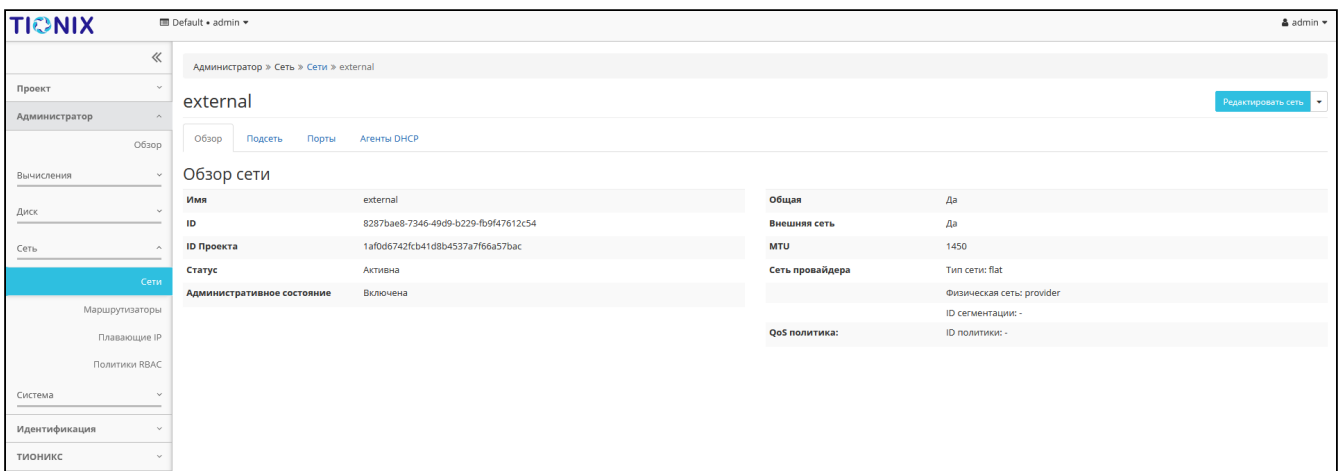 TIONIX
Default • admin
admin
Администратор » Сеть » Сети » external
Проект
Администратор
Обзор
Вычисления
Диск
Сеть
Сети
Маршрутизаторы
Плавающие IP
Политики RBAC
Система
Идентификация
ТИОНИКС
external
Редактировать сеть
Обзор Подсеть Порты Агенты DHCP
Обзор сети
Имя external
ID 8287bae8-7346-49d9-b229-fb9f47612c54
ID Проекта 1af0d6742fcb41d8b4537a7f66a57bac
Статус Активна
Административное состояние Включена
Общая Да
Внешняя сеть Да
MTU 1450
Сеть провайдера Тип сети: flat
Физическая сеть: provider
ID сегментации: -
QoS политика: ID политики: -